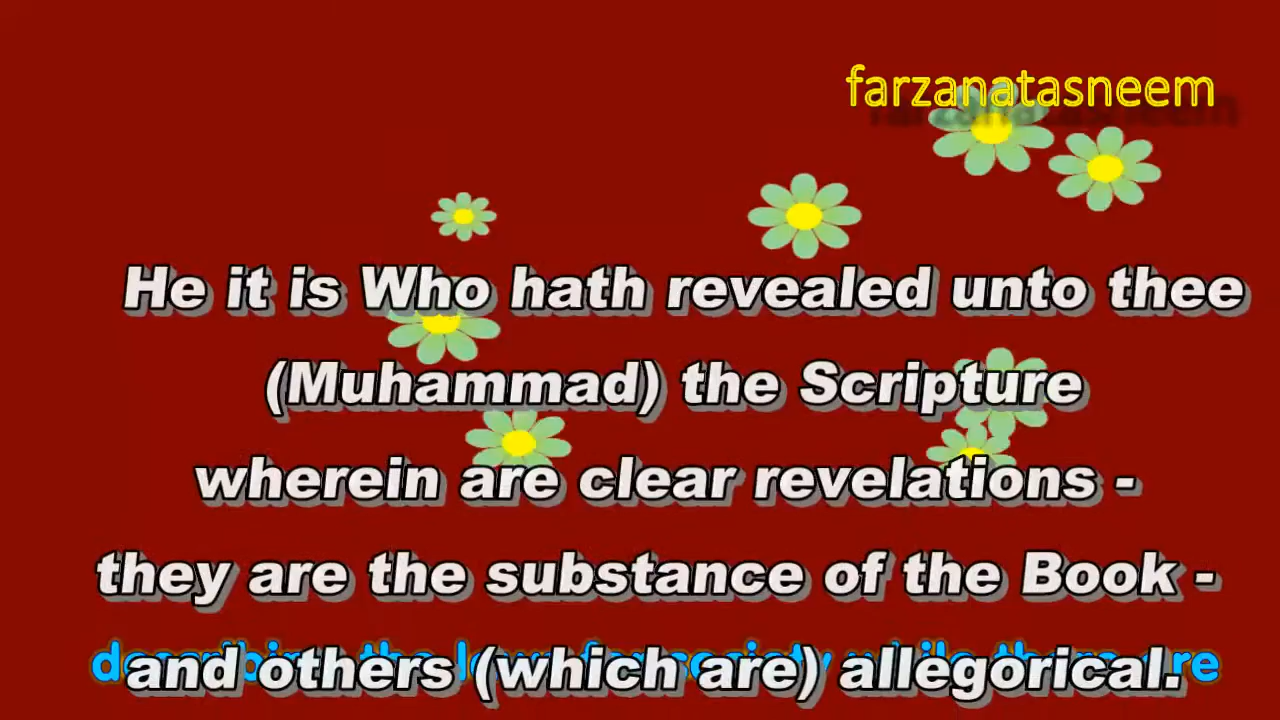 farzanatasneem
He it is Who hath revealed unto thee
(Muhammad) the Scripture
wherein are clear revelations -
they are the substance of the Book -
and others (which are) allegorical.